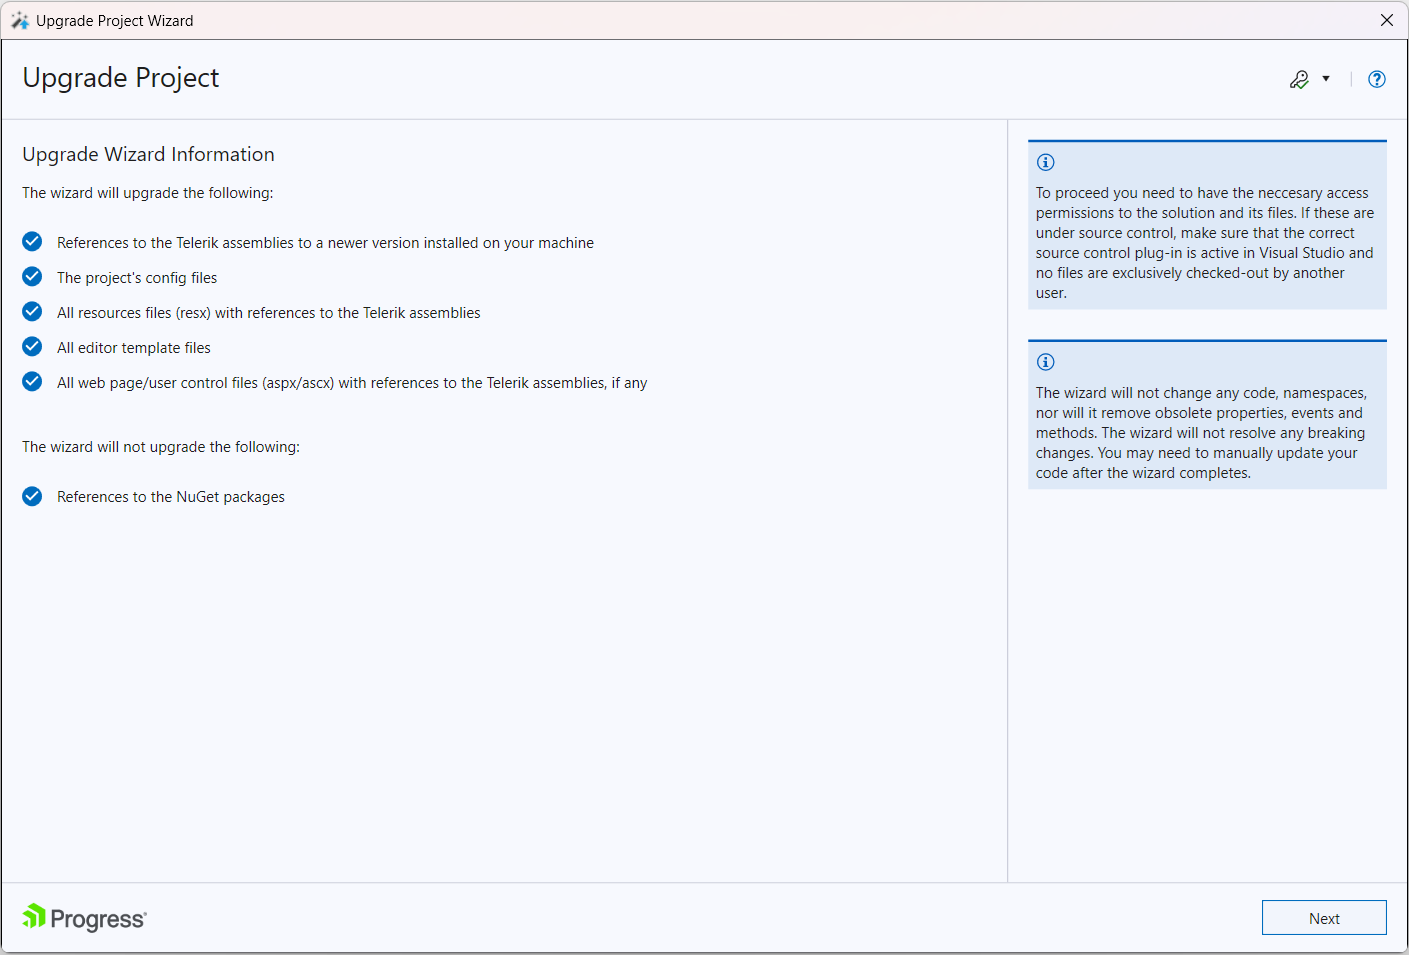 Upgrade Project Wizard
Upgrade Project
Upgrade Wizard Information
The wizard will upgrade the following:
References to the Telerik assemblies to a newer version installed on your machine
The project's config files
All resources files (resx) with references to the Telerik assemblies
All editor template files
All web page/user control files (aspx/ascx) with references to the Telerik assemblies, if any
The wizard will not upgrade the following:
References to the NuGet packages
To proceed you need to have the neccesary access
permissions to the solution and its files. If these are
under source control, make sure that the correct
source control plug-in is active in Visual Studio and
no files are exclusively checked-out by another
user.
The wizard will not change any code, namespaces,
nor will it remove obsolete properties, events and
methods. The wizard will not resolve any breaking
changes. You may need to manually update your
code after the wizard completes.
Progress
Next